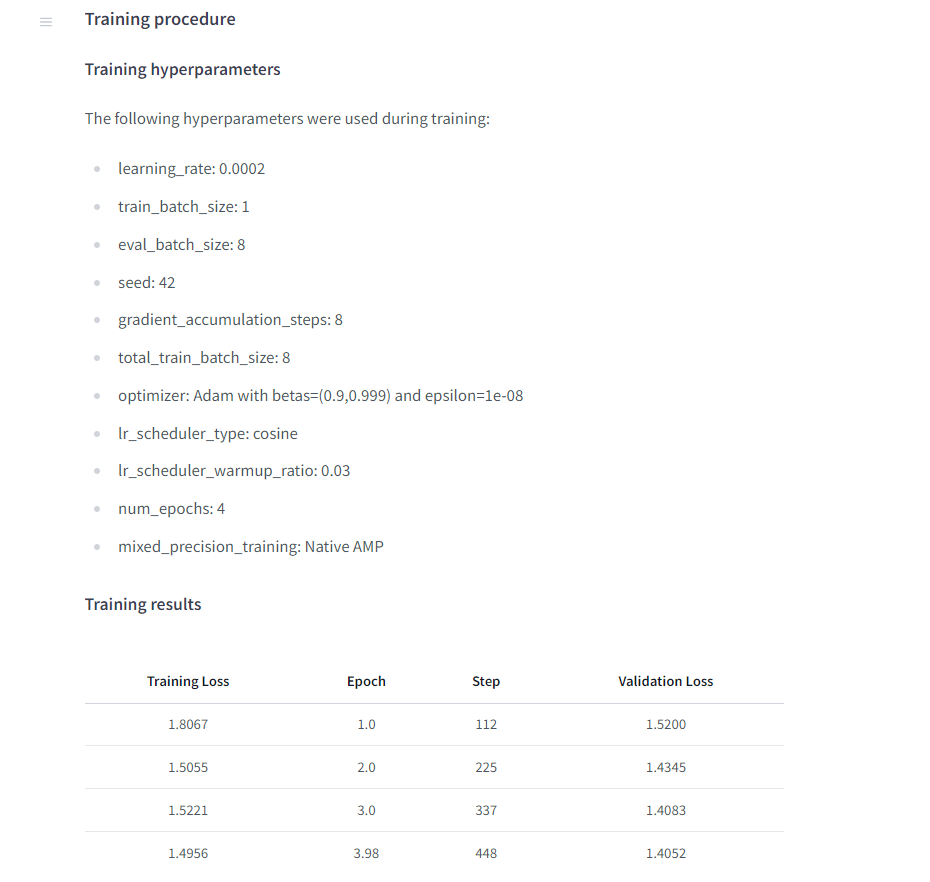 Training procedure
Training hyperparameters
The following hyperparameters were used during training:
learning_rate: 0.0002
train_batch_size: 1
eval_batch_size: 8
seed: 42
gradient_accumulation_steps: 8
total_train_batch_size: 8
optimizer: Adam with betas=(0.9,0.999) and epsilon=1e-08
lr_scheduler_type: cosine
lr_scheduler_warmup_ratio: 0.03
num_epochs: 4
mixed_precision_training: Native AMP
Training results
Training Loss Epoch Step Validation Loss
1.8067 1.0 112 1.5200
1.5055 2.0 225 1.4345
1.5221 3.0 337 1.4083
1.4956 3.98 448 1.4052